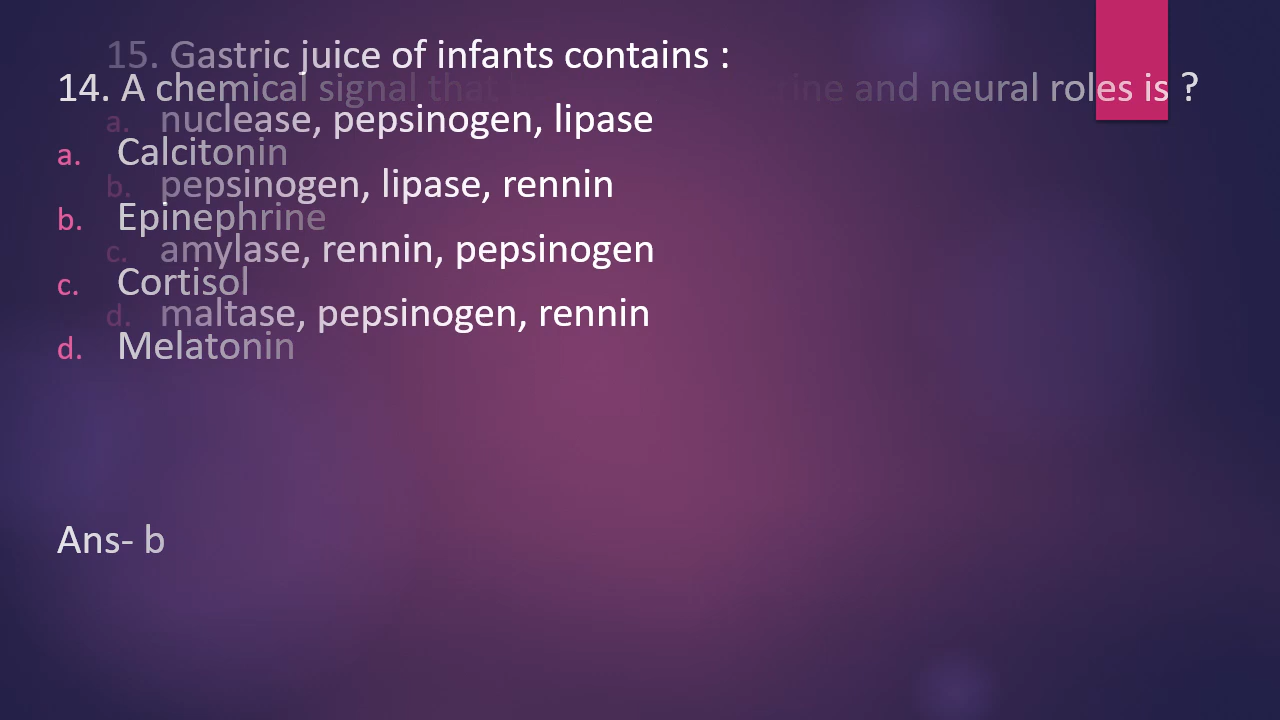 15. Gastric juice of infants contains :
14. A chemical signal that and neural roles is ?
a. nuclease, pepsinogen, lipase
a. Calcitonin
b. pepsinogen, lipase, rennin
b. Epinephrine
c. amylase, rennin, pepsinogen
c. Cortisol
d. maltase, pepsinogen, rennin
d. Melatonin
Ans- b